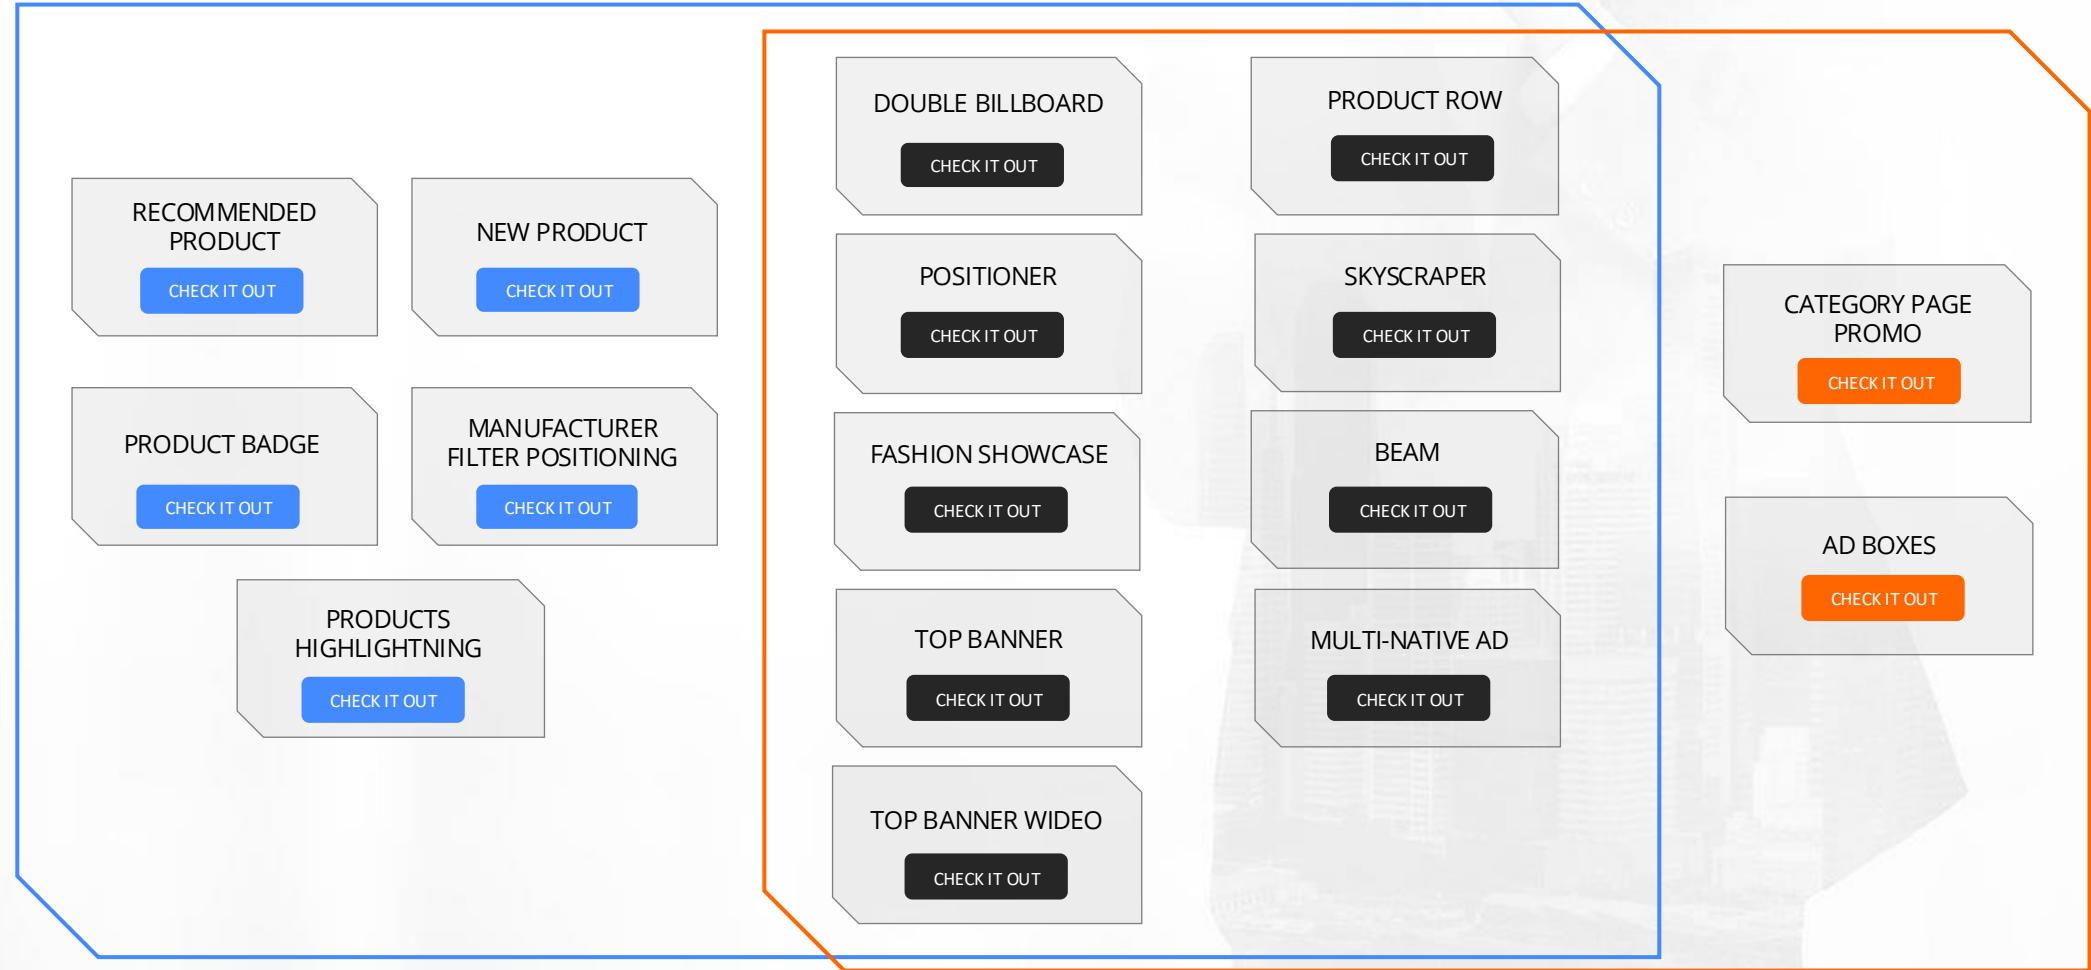 RECOMMENDED
PRODUCT
CHECK IT OUT
NEW PRODUCT
CHECK IT OUT
PRODUCT BADGE
CHECK IT OUT
MANUFACTURER
FILTER POSITIONING
CHECK IT OUT
PRODUCTS
HIGHLIGHTNING
CHECK IT OUT
DOUBLE BILLBOARD
CHECK IT OUT
PRODUCT ROW
CHECK IT OUT
POSITIONER
CHECK IT OUT
SKYSCRAPER
CHECK IT OUT
FASHION SHOWCASE
CHECK IT OUT
BEAM
CHECK IT OUT
TOP BANNER
CHECK IT OUT
MULTI-NATIVE AD
CHECK IT OUT
TOP BANNER WIDEO
CHECK IT OUT
CATEGORY PAGE
PROMO
CHECK IT OUT
AD BOXES
CHECK IT OUT